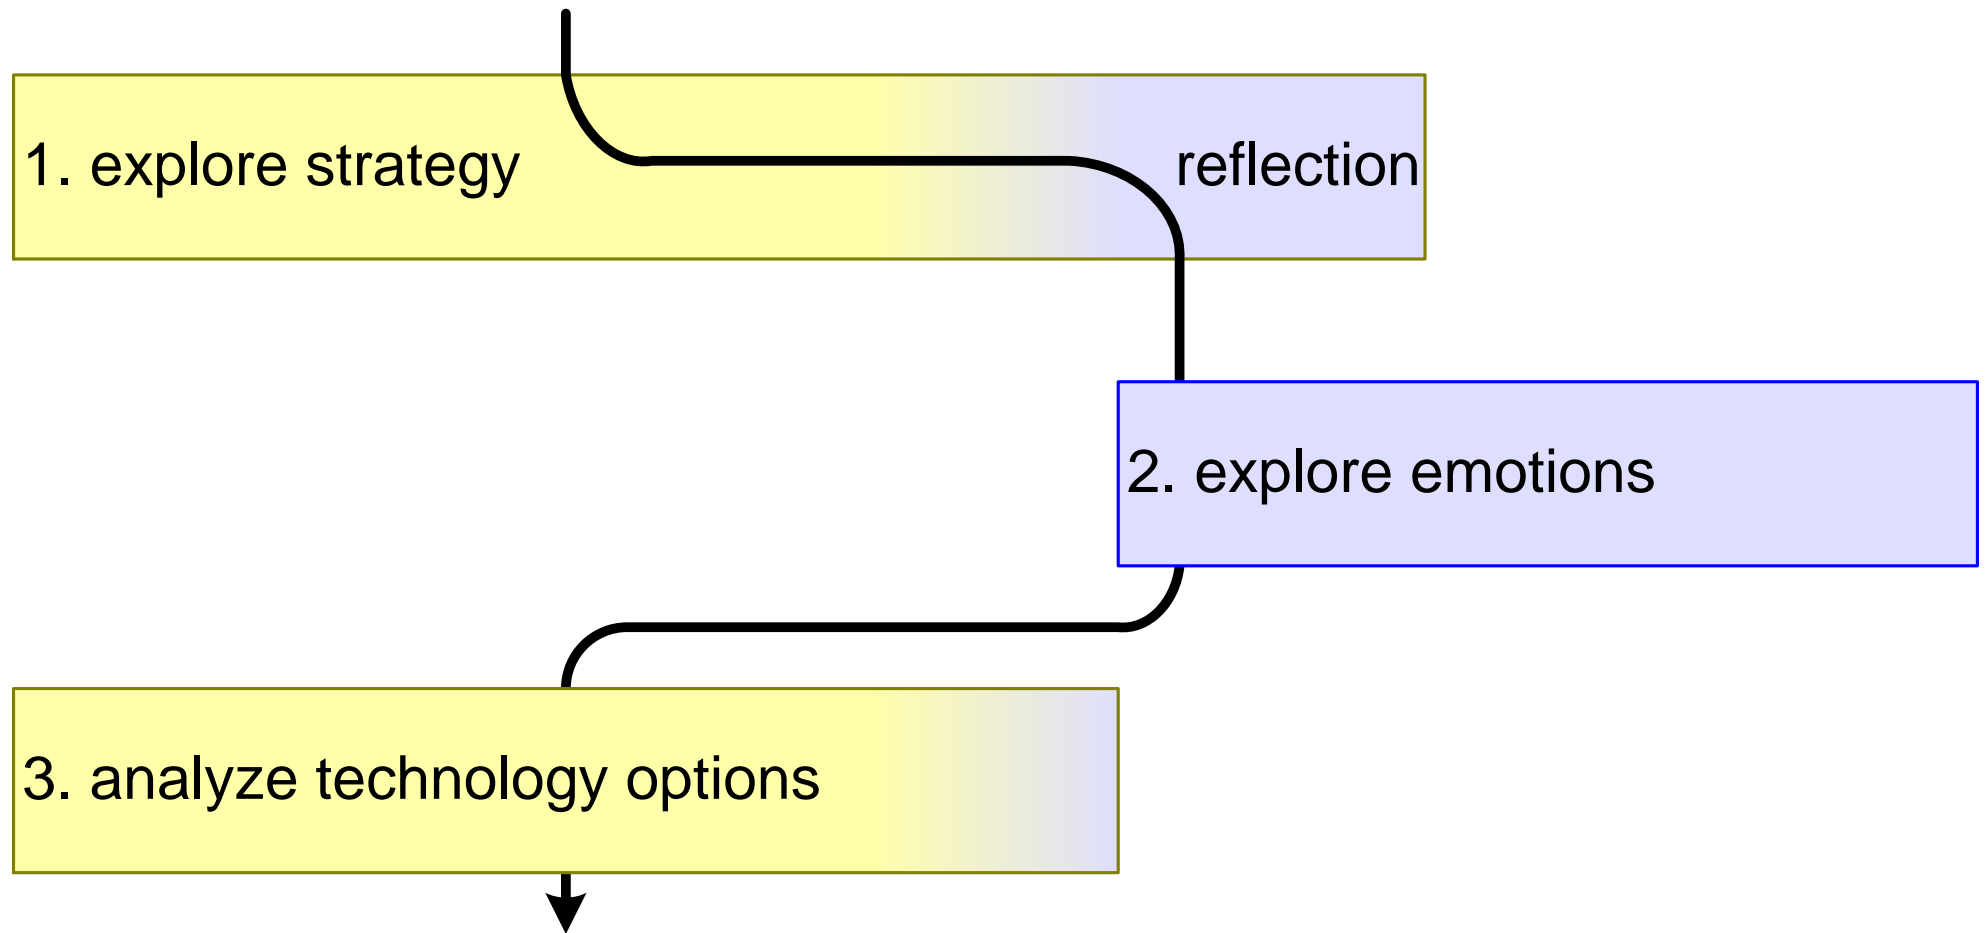 1. explore strategy reflection
2. explore emotions
3. analyze technology options